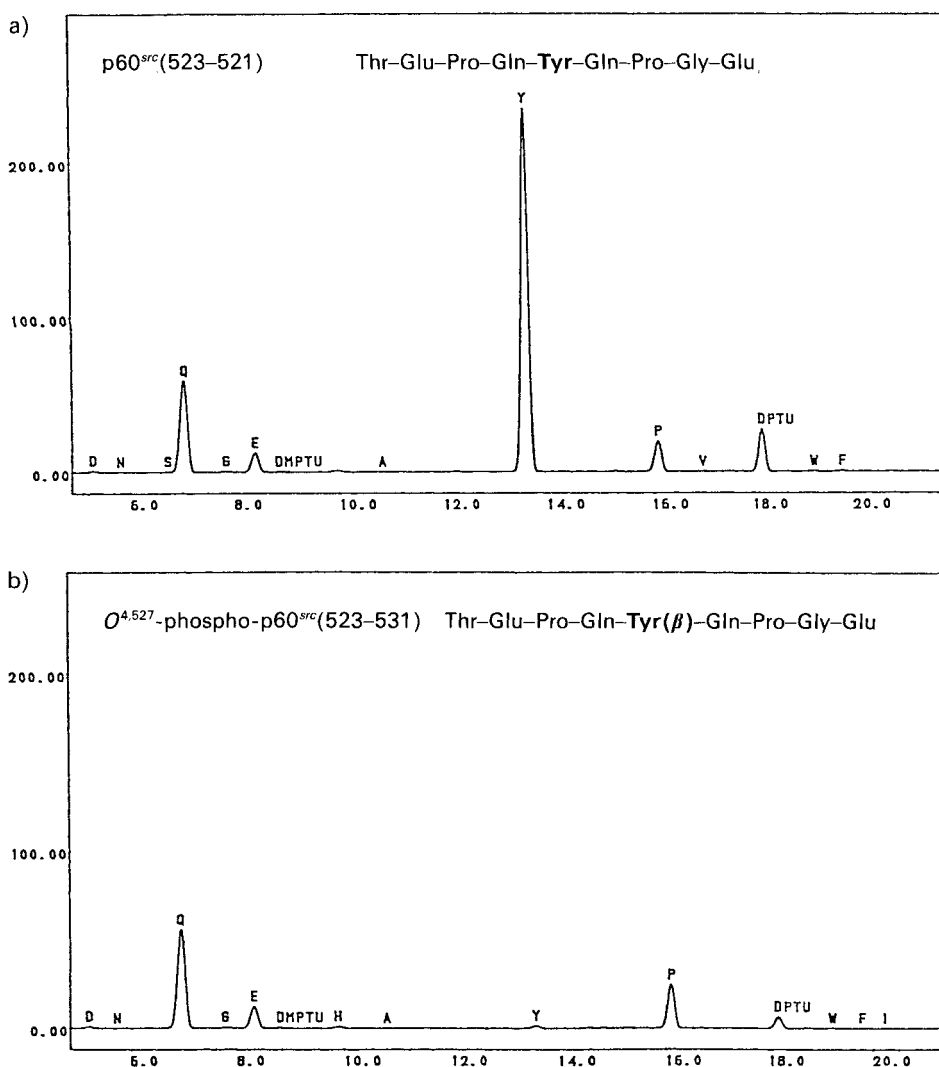 a)
p60src(523–521) Thr–Glu–Pro–Gln–Tyr–Gln–Pro–Gly–Glu
Y
200.00
100.00
Q
DPTU
P
E
D N S G DMPTU A V W F
0.00
6.0 8.0 10.0 12.0 14.0 16.0 18.0 20.0
b)
O4,527-phospho-p60src(523–531) Thr–Glu–Pro–Gln–Tyr(β)–Gln–Pro–Gly–Glu
200.00
100.00
Q
P
E
DPTU
D N G DMPTU H A Y W F I
0.00
6.0 8.0 10.0 12.0 14.0 16.0 18.0 20.0